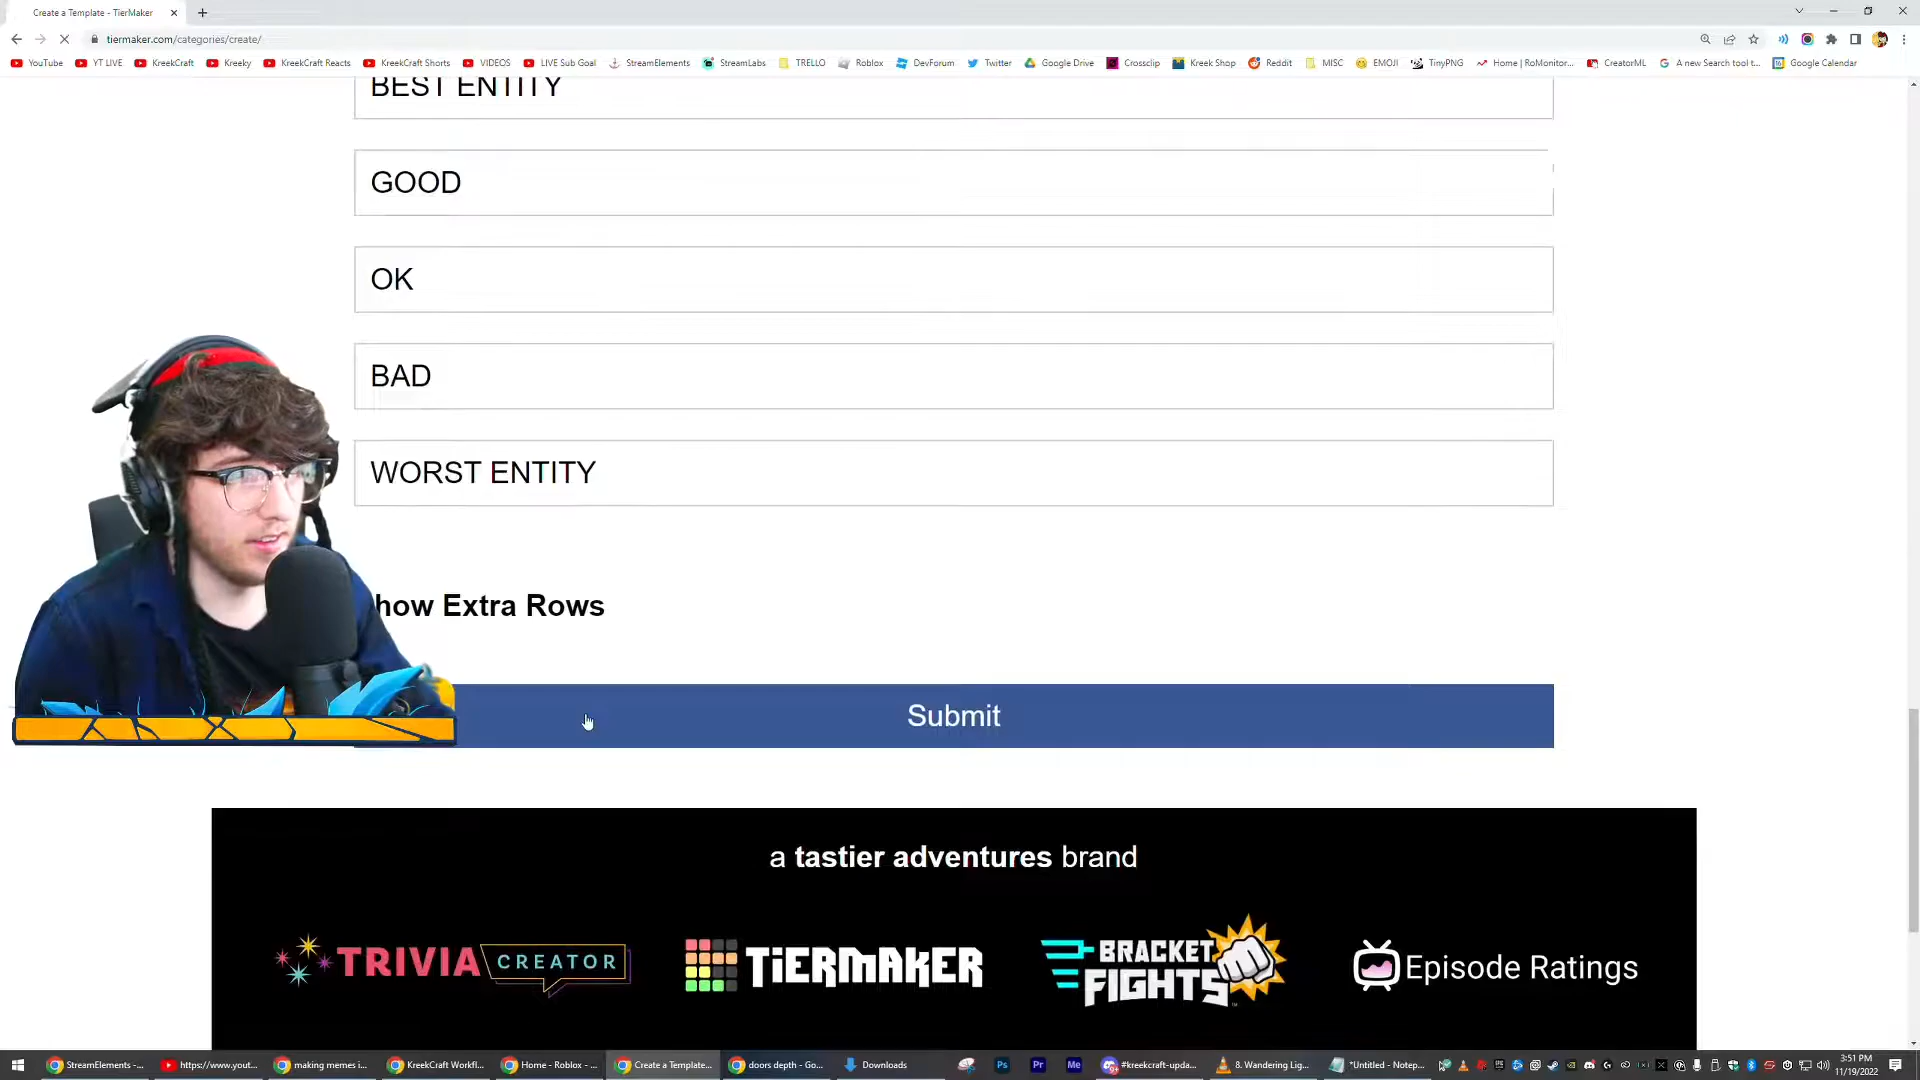 Create a Template - TierMaker
tiermaker.com/categories/create/
YouTube YT LIVE KreekCraft Kreeky KreekCraft Reacts KreekCraft Shorts VIDEOS LIVE Sub Goal StreamElements StreamLabs TRELLO Roblox DevForum Twitter Google Drive Crossclip Kreek Shop Reddit MISC EMOJI TinyPNG Home | RoMonitor... CreatorML A new Search tool t... Google Calendar
BEST ENTITY
GOOD
OK
BAD
WORST ENTITY
how Extra Rows
Submit
a tastier adventures brand
TRIVIA CREATOR TiERMAKER BRACKET FIGHTS Episode Ratings
StreamElements -... https://www.yout... making memes i... KreekCraft Workfl... Home - Roblox -... Create a Template... doors depth - Go... Downloads Ps Pr Me #kreekcraft-upda... 8. Wandering Lig... *Untitled - Notep... 3:51 PM
11/19/2022